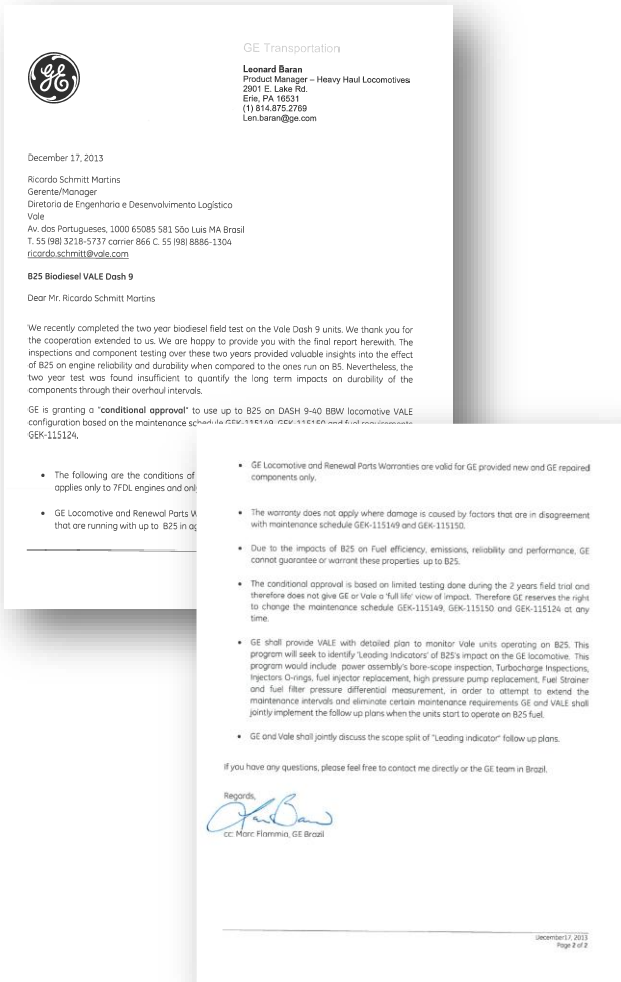 GE Transportation
Leonard Baran
Product Manager – Heavy Haul Locomotives
2901 E. Lake Rd.
Erie, PA 16531
(1) 814.875.2769
Len.baran@ge.com
GE
December 17, 2013
Ricardo Schmitt Martins
Gerente/Manager
Diretoria de Engenharia e Desenvolvimento Logístico
Vale
Av. dos Portugueses, 1000 65085 581 São Luis MA Brasil
T. 55 (98) 3218-5737 carrier 866 C. 55 (98) 8886-1304
ricardo.schmitt@vale.com
B25 Biodiesel VALE Dash 9
Dear Mr. Ricardo Schmitt Martins
We recently completed the two year biodiesel field test on the Vale Dash 9 units. We thank you for
the cooperation extended to us. We are happy to provide you with the final report herewith. The
inspections and component testing over these two years provided valuable insights into the effect
of B25 on engine reliability and durability when compared to the ones run on B5. Nevertheless, the
two year test was found insufficient to quantify the long term impacts on durability of the
components through their overhaul intervals.
GE is granting a "conditional approval" to use up to B25 on DASH 9-40 BBW locomotive VALE
configuration based on the maintenance schedule GEK-115149, GEK-115150 and fuel requirements
GEK-115124.
• The following are the conditions of
applies only to 7FDL engines and
• GE Locomotive and Renewal Parts
that are running with up to B25 in
• GE Locomotive and Renewal Parts Warranties are valid for GE provided new and GE repaired
components only.
• The warranty does not apply where damage is caused by factors that are in disagreement
with maintenance schedule GEK-115149 and GEK-115150.
• Due to the impacts of B25 on Fuel efficiency, emissions, reliability and performance, GE
cannot guarantee or warrant these properties up to B25.
• The conditional approval is based on limited testing done during the 2 years field trial and
therefore does not give GE or Vale a 'full life' view of impact. Therefore GE reserves the right
to change the maintenance schedule GEK-115149, GEK-115150 and GEK-115124 at any
time.
• GE shall provide VALE with detailed plan to monitor Vale units operating on B25. This
program will seek to identify 'Leading Indicators' of B25's impact on the GE locomotive. This
program would include power assembly's bore-scope inspection, Turbocharge Inspections,
Injectors O-rings, fuel injector replacement, high pressure pump replacement, Fuel Strainer
and fuel filter pressure differential measurement, in order to attempt to extend the
maintenance intervals and eliminate certain maintenance requirements GE and VALE shall
jointly implement the follow up plans when the units start to operate on B25 fuel.
• GE and Vale shall jointly discuss the scope split of "Leading indicator" follow up plans.
If you have any questions, please feel free to contact me directly or the GE team in Brazil.
Regards,
cc: Marc Flammia, GE Brazil
December17, 2013
Page 2 of 2